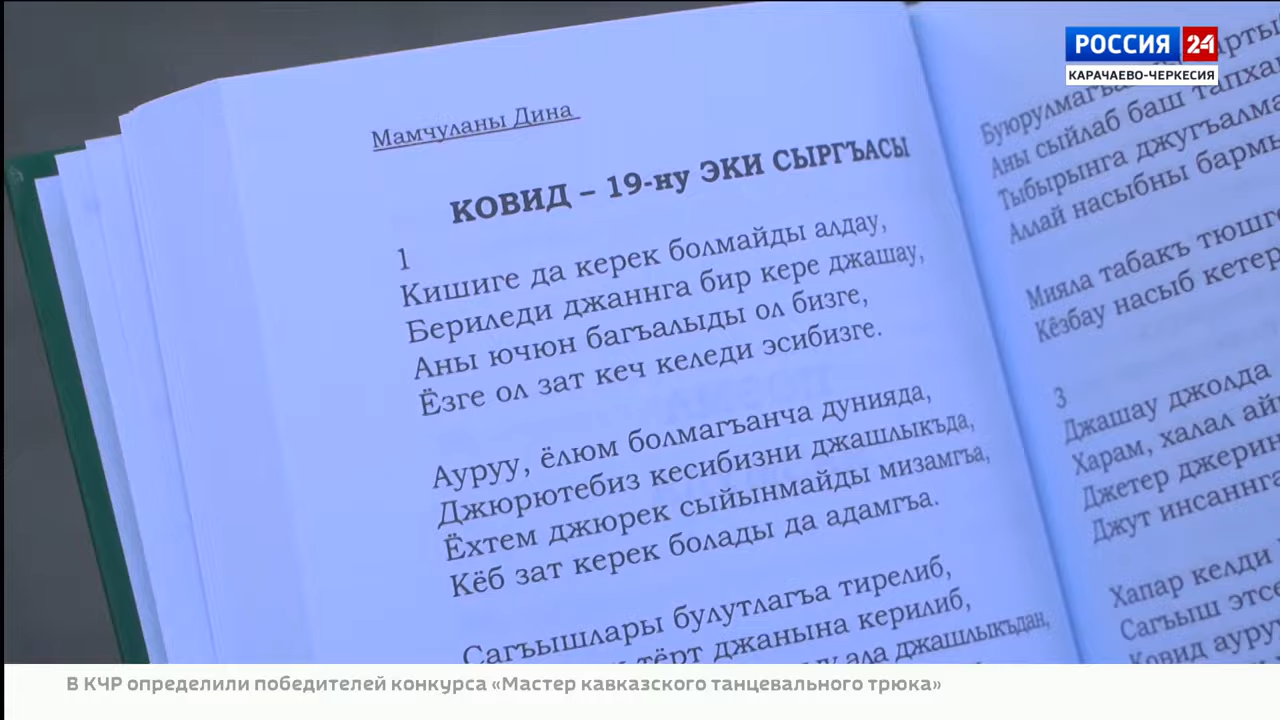 РОССИЯ 24
КАРАЧАЕВО-ЧЕРКЕСИЯ
Мамчуланы Дина
КОВИД – 19-ну ЭКИ СЫРГЪАСЫ
1
Кишиге да керек болмайды алдау,
Бериледи джаннга бир кере джашау,
Аны ючюн багъалыды ол бизге,
Ёзге ол зат кеч келеди эсибизге.
Ауруу, ёлюм болмагъанча дунияда,
Джюрютебиз кесибизни джашлыкъда,
Ёхтем джюрек сыйынмайды мизамгъа,
Кёб зат керек болады да адамгъа.
Сагъышлары булутлагъа тирелиб,
тёрт джанына керилиб,
ала джашлыкъдан,
Аны сыйлаб баш
Тыбырынга
Аллай насыбны
Мияла табакъ
Кёзбау насыб
3
Джашау джолда
Харам, халал
Джетер
Джут
Хапар келди
Сагъыш
Ковид
В КЧР определили победителей конкурса «Мастер кавказского танцевального трюка»